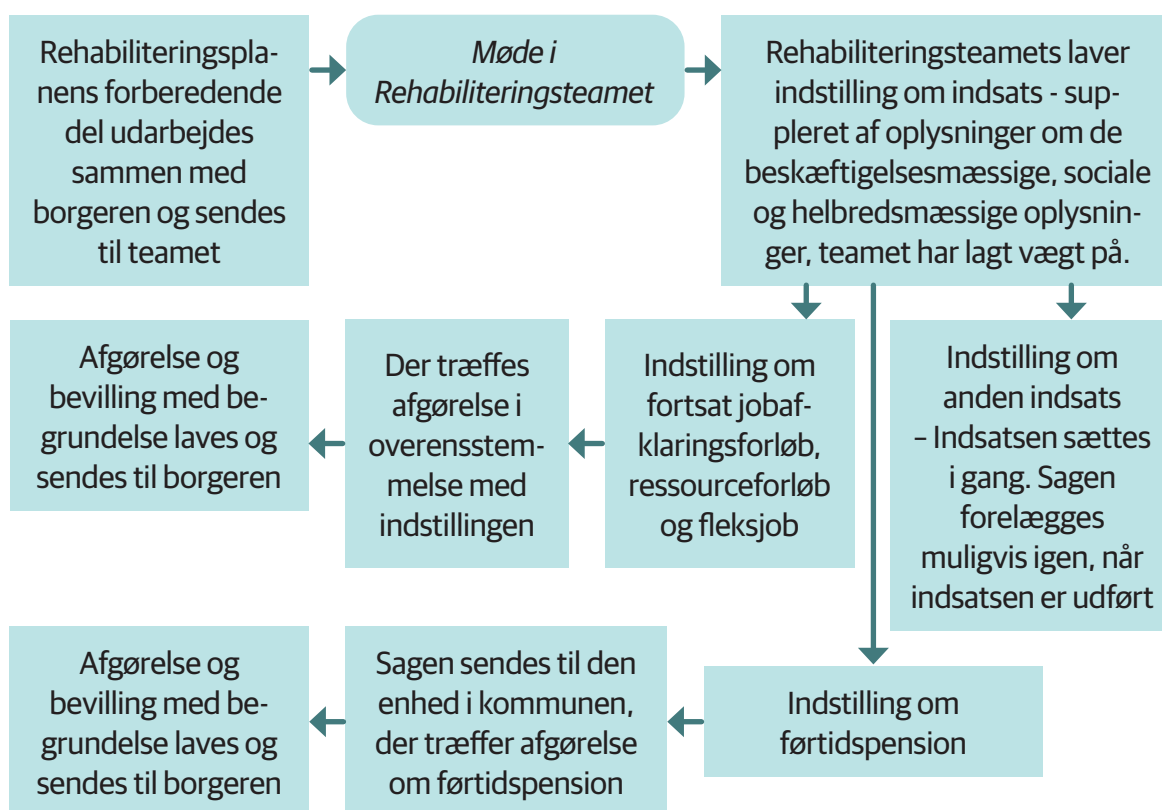 Rehabiliteringspla-
nens forberedende
del udarbejdes
sammen med
borgeren og sendes
til teamet
Møde i
Rehabiliteringsteamet
Rehabiliteringsteamets laver
indstilling om indsats - sup-
pleret af oplysninger om de
beskæftigelsesmæssige, sociale
og helbredsmæssige oplysnin-
ger, teamet har lagt vægt på.
Indstilling om
anden indsats
– Indsatsen sættes
i gang. Sagen
forelægges
muligvis igen, når
indsatsen er udført
Indstilling om
fortsat jobaf-
klaringsforløb,
ressourceforløb
og fleksjob
Der træffes
afgørelse i
overensstem-
melse med
indstillingen
Afgørelse og
bevilling med be-
grundelse laves og
sendes til borgeren
Indstilling om
førtidspension
Sagen sendes til den
enhed i kommunen,
der træffer afgørelse
om førtidspension
Afgørelse og
bevilling med be-
grundelse laves og
sendes til borgeren